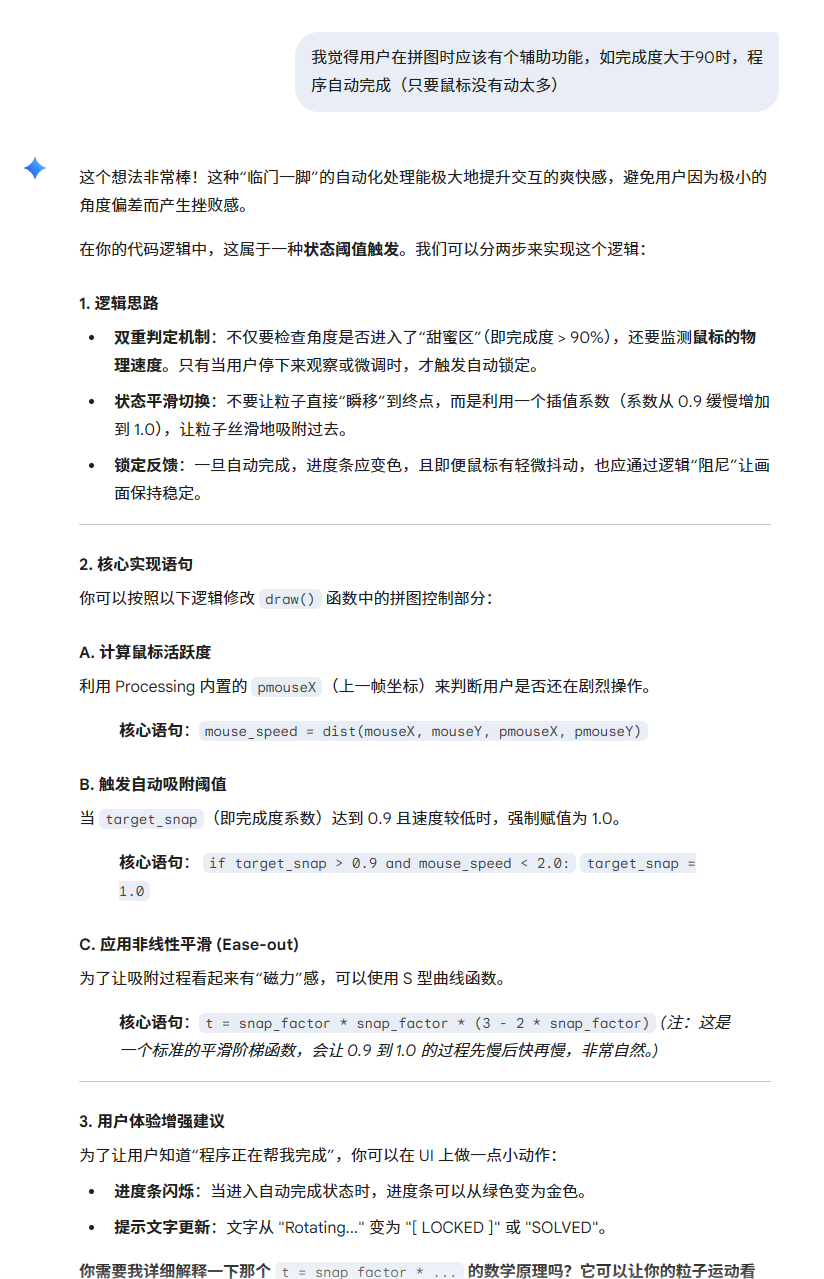 我觉得用户在拼图时应该有个辅助功能，如完成度大于90时，程
序自动完成（只要鼠标没有动太多）
这个想法非常棒！这种“临门一脚”的自动化处理能极大地提升交互的爽快感，避免用户因为极小的
角度偏差而产生挫败感。
在你的代码逻辑中，这属于一种状态阈值触发。我们可以分两步来实现这个逻辑：
1. 逻辑思路
• 双重判定机制：不仅要检查角度是否进入了“甜蜜区”（即完成度 > 90%），还要监测鼠标的物
理速度。只有当用户停下来观察或微调时，才触发自动锁定。
• 状态平滑切换：不要让粒子直接“瞬移”到终点，而是利用一个插值系数（系数从 0.9 缓慢增加
到 1.0），让粒子丝滑地吸附过去。
• 锁定反馈：一旦自动完成，进度条应变色，且即便鼠标有轻微抖动，也应通过逻辑“阻尼”让画
面保持稳定。
2. 核心实现语句
你可以按照以下逻辑修改 draw() 函数中的拼图控制部分：
A. 计算鼠标活跃度
利用 Processing 内置的 pmouseX（上一帧坐标）来判断用户是否还在剧烈操作。
核心语句：mouse_speed = dist(mouseX, mouseY, pmouseX, pmouseY)
B. 触发自动吸附阈值
当 target_snap（即完成度系数）达到 0.9 且速度较低时，强制赋值为 1.0。
核心语句： if target_snap > 0.9 and mouse_speed < 2.0: target_snap =
1.0
C. 应用非线性平滑 (Ease-out)
为了让吸附过程看起来有“磁力”感，可以使用 S 型曲线函数。
核心语句：t = snap_factor * snap_factor * (3 - 2 * snap_factor)（注：这是
一个标准的平滑阶梯函数，会让 0.9 到 1.0 的过程先慢后快再慢，非常自然。）
3. 用户体验增强建议
为了让用户知道“程序正在帮我完成”，你可以在 UI 上做一点小动作：
• 进度条闪烁：当进入自动完成状态时，进度条可以从绿色变为金色。
• 提示文字更新：文字从 "Rotating..." 变为 "[ LOCKED ]" 或 "SOLVED"。
你需要我详细解释一下那个 t = snap_factor * ... 的数学原理吗？它可以让你的粒子运动看